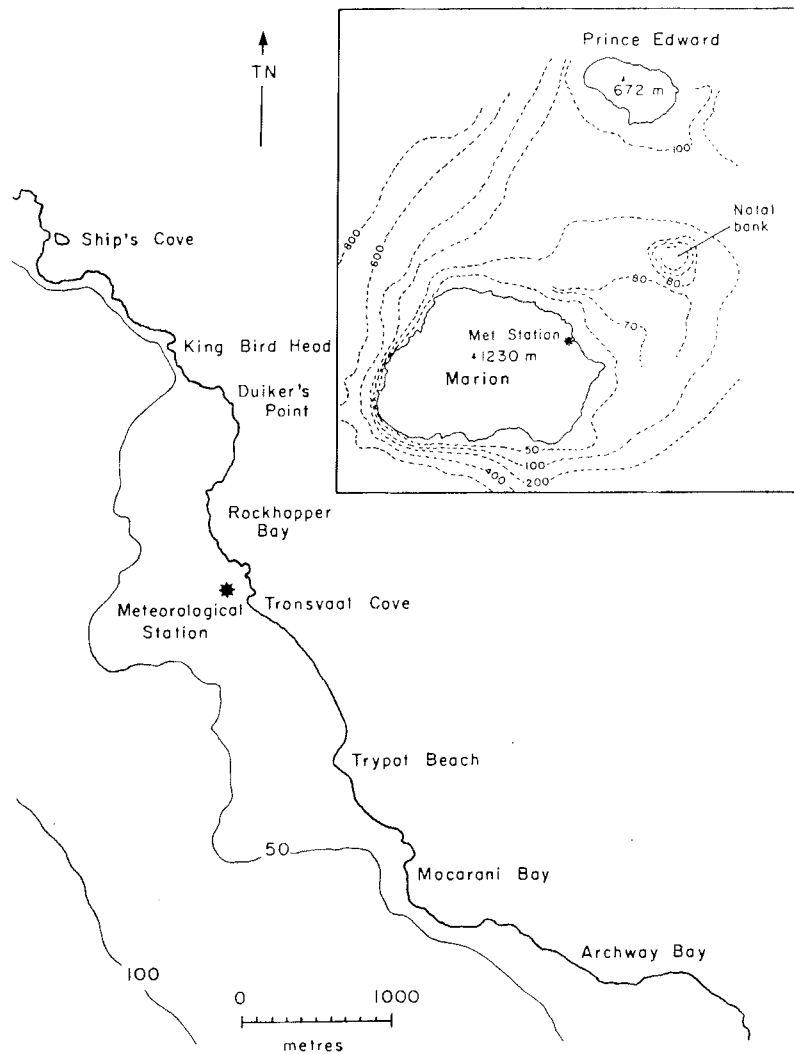 TN
Prince Edward
672 m
100
Natal
bank
800
600
80
80
70
Met Station
1230 m
Marion
50
100
400
200
Ship's Cove
King Bird Head
Duiker's
Point
Rockhopper
Bay
Meteorological
Station
Transvaal Cove
Trypot Beach
50
Macarani Bay
Archway Bay
100
0 1000
metres